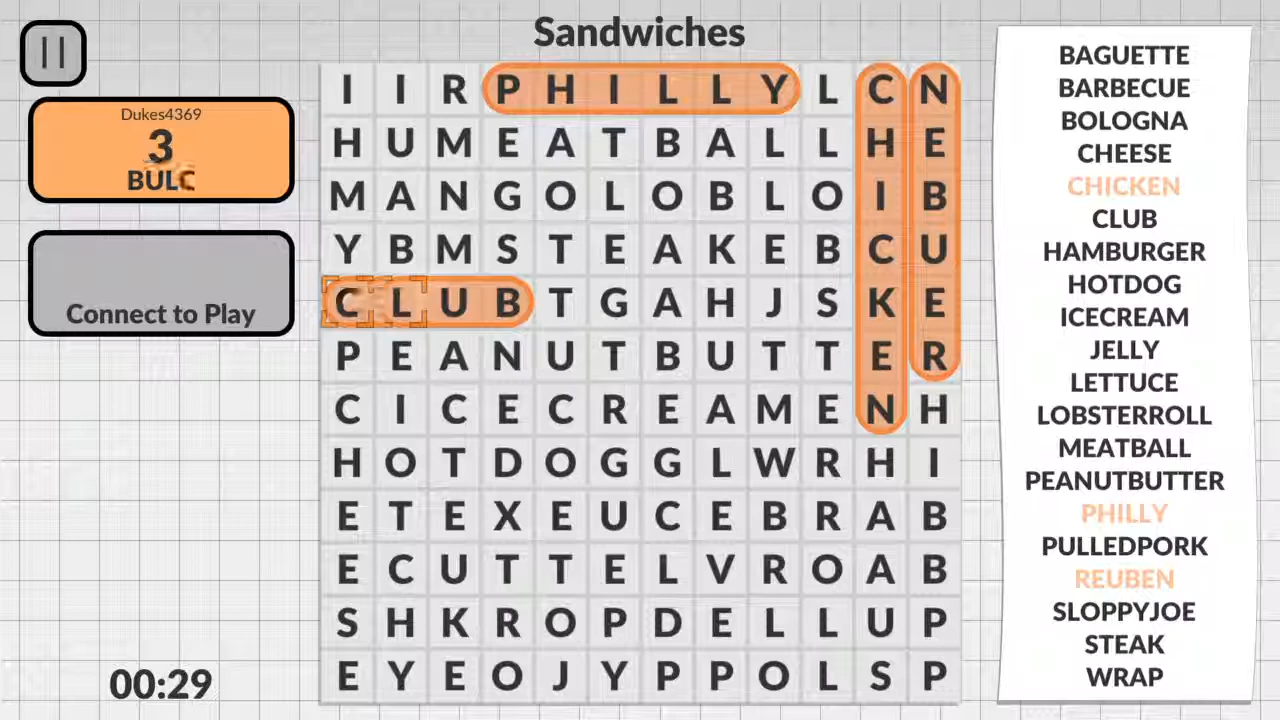 Sandwiches
Dukes4369
3
BULC
Connect to Play
00:29
I I R P H I L L Y L C N
H U M E A T B A L L H E
M A N G O L O B L O I B
Y B M S T E A K E B C U
C L U B T G A H J S K E
P E A N U T B U T T E R
C I C E C R E A M E N H
H O T D O G G L W R H I
E T E X E U C E B R A B
E C U T T E L V R O A B
S H K R O P D E L L U P
E Y E O J Y P P O L S P
BAGUETTE
BARBECUE
BOLOGNA
CHEESE
CHICKEN
CLUB
HAMBURGER
HOTDOG
ICECREAM
JELLY
LETTUCE
LOBSTERROLL
MEATBALL
PEANUTBUTTER
PHILLY
PULLEDPORK
REUBEN
SLOPPYJOE
STEAK
WRAP